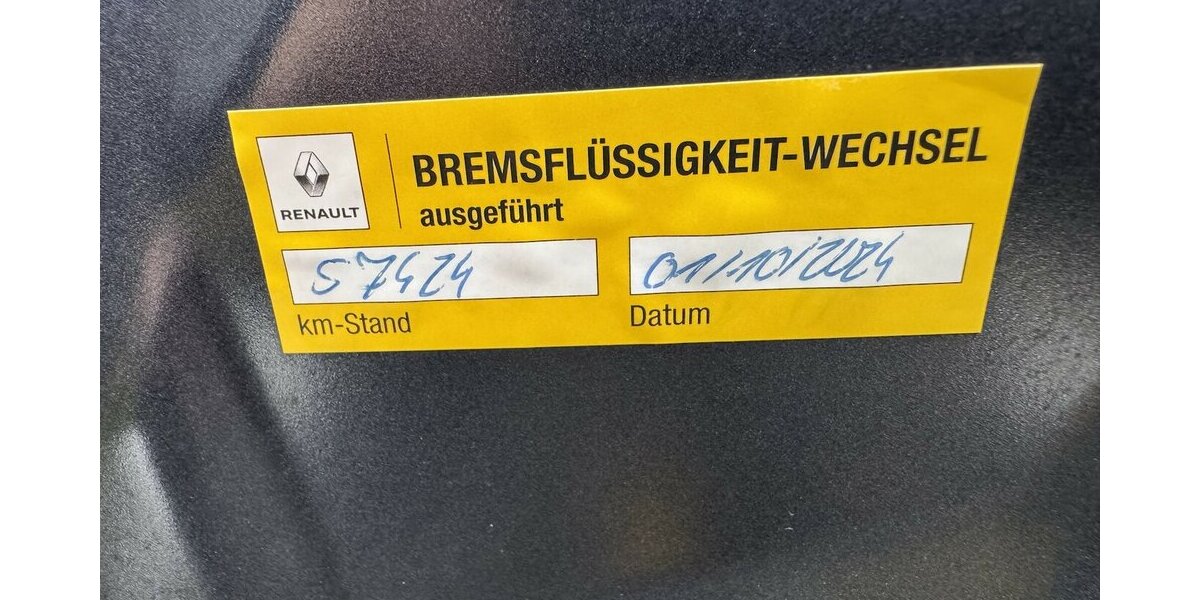 BREMSFLÜSSIGKEIT-WECHSEL
ausgeführt
RENAULT
57424 01/10/2024
km-Stand Datum